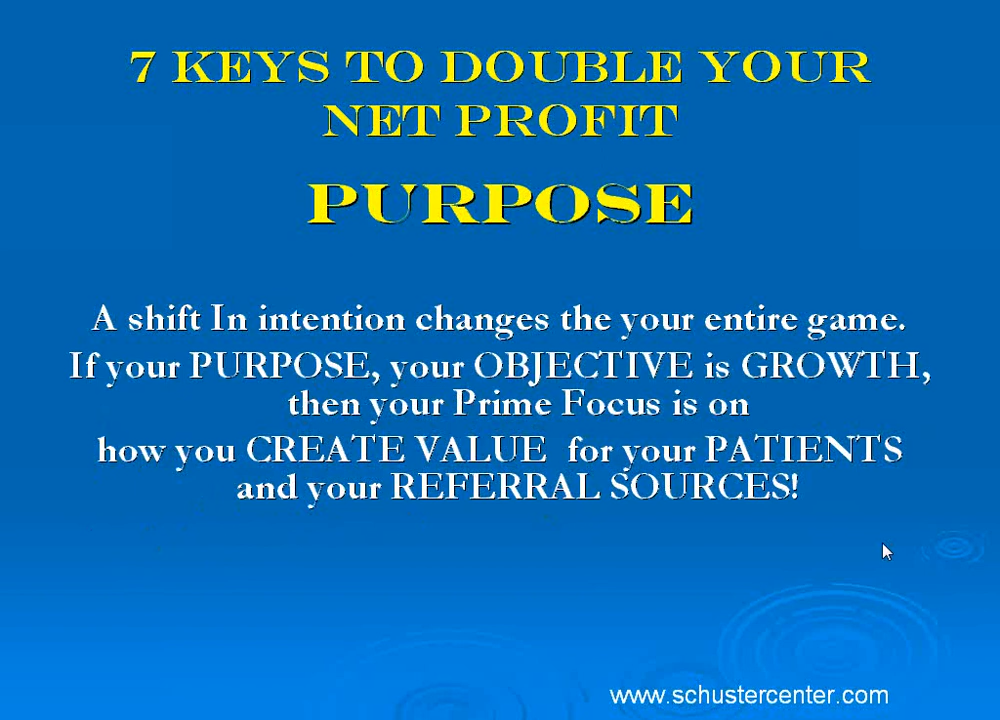 7 KEYS TO DOUBLE YOUR
NET PROFIT
PURPOSE
A shift In intention changes the your entire game.
If your PURPOSE, your OBJECTIVE is GROWTH,
then your Prime Focus is on
how you CREATE VALUE for your PATIENTS
and your REFERRAL SOURCES!
www.schustercenter.com